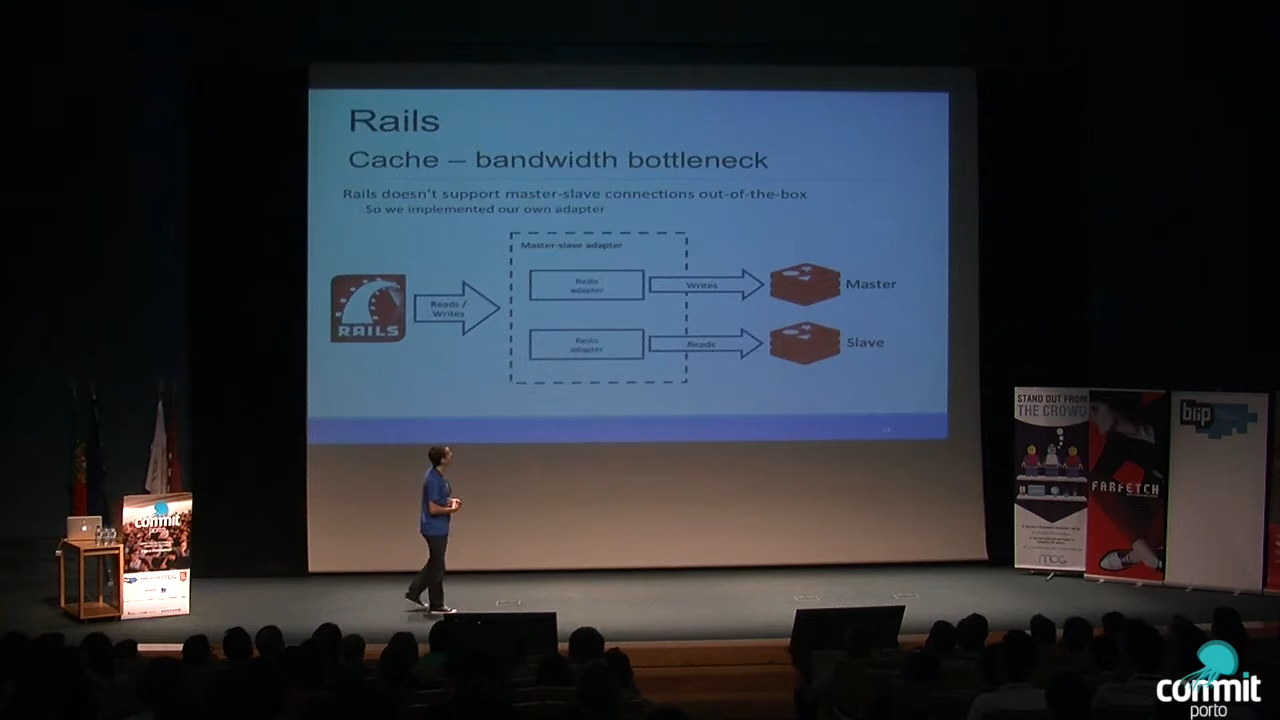 Rails
Cache – bandwidth bottleneck
Rails doesn't support master-slave connections out-of-the-box
So we implemented our own adapter
Master-slave adapter
Redis
adapter
Writes
Master
RAILS
Reads /
Writes
Redis
adapter
Reads
Slave
STAND OUT FROM
THE CROWD
FARFETCH
blip
commit
porto
commit
porto